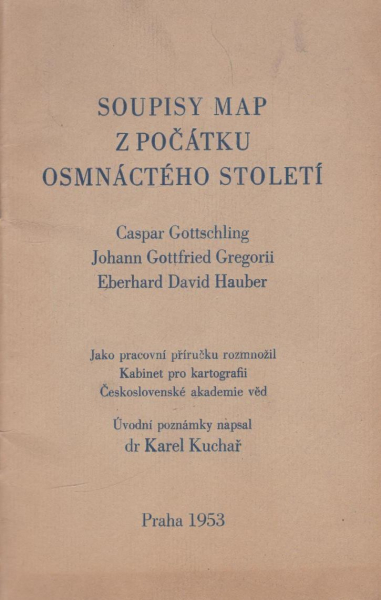 SOUPISY MAP
Z POČÁTKU
OSMNÁCTÉHO STOLETÍ
Caspar Gottschling
Johann Gottfried Gregorii
Eberhard David Hauber
Jako pracovní příručku rozmnožil
Kabinet pro kartografii
Československé akademie věd
Úvodní poznámky napsal
dr Karel Kuchař
Praha 1953